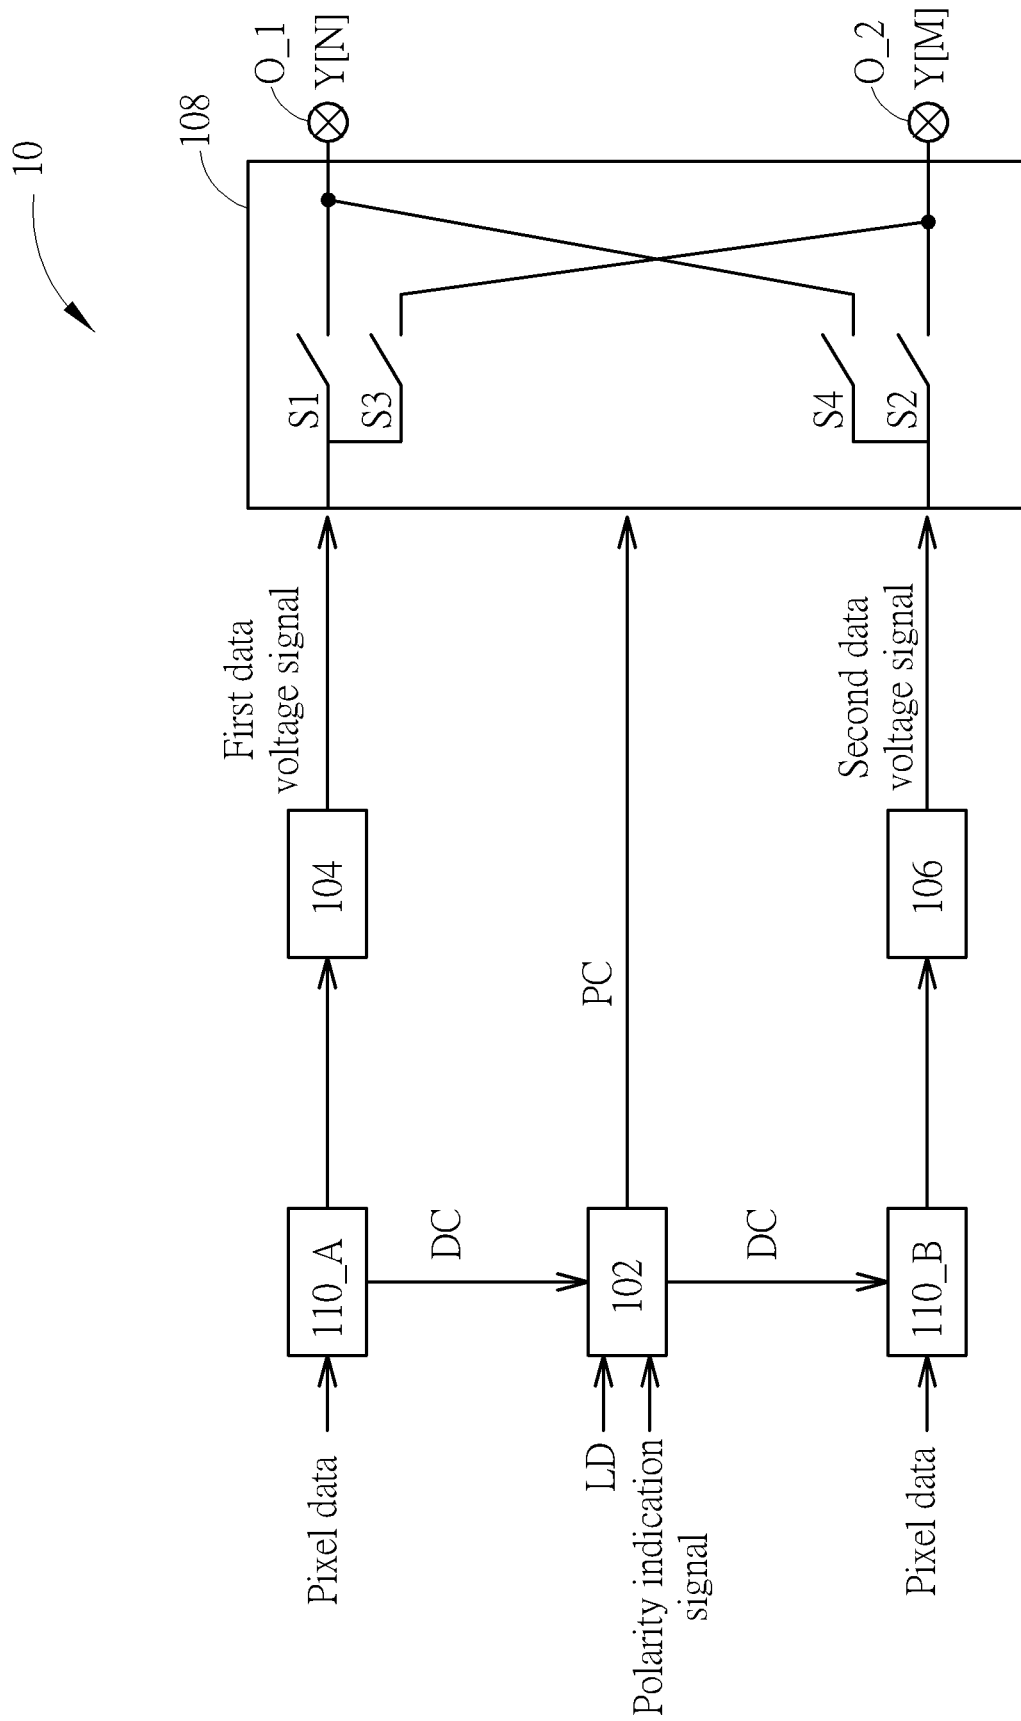 10
108
O_1
Y[N]
O_2
Y[M]
S1
S3
S4
S2
First data
voltage signal
Second data
voltage signal
104
106
PC
110_A
DC
102
DC
110_B
Pixel data
LD
Polarity indication
signal
Pixel data